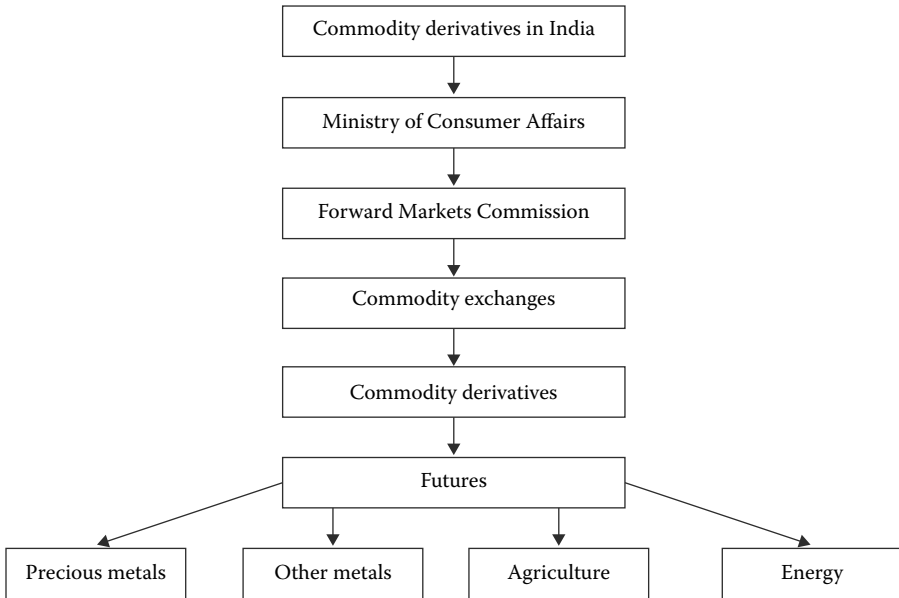 Commodity derivatives in India
Ministry of Consumer Affairs
Forward Markets Commission
Commodity exchanges
Commodity derivatives
Futures
Precious metals
Other metals
Agriculture
Energy